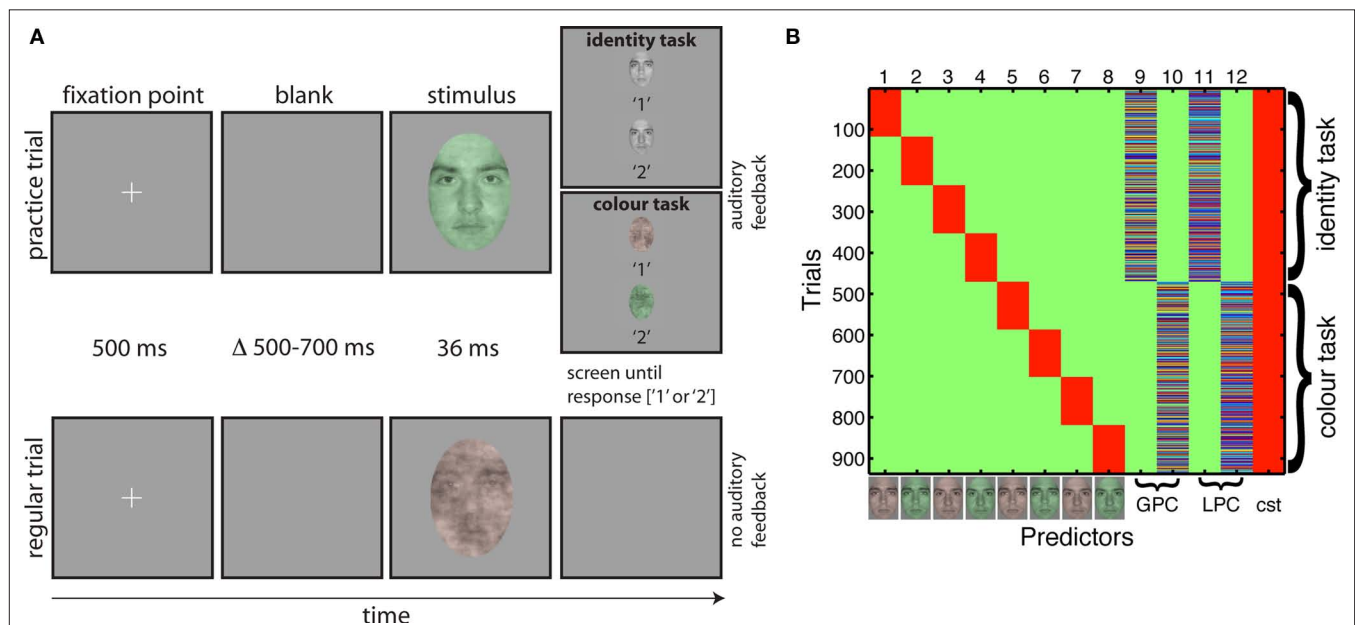 A
fixation point
blank
stimulus
practice trial
identity task
'1'
'2'
colour task
'1'
'2'
auditory
feedback
500 ms
Δ 500-700 ms
36 ms
screen until
response ['1' or '2']
regular trial
no auditory
feedback
time
B
1 2 3 4 5 6 7 8 9 10 11 12
100
200
300
400
500
600
700
800
900
Trials
identity task
colour task
GPC
LPC
cst
Predictors